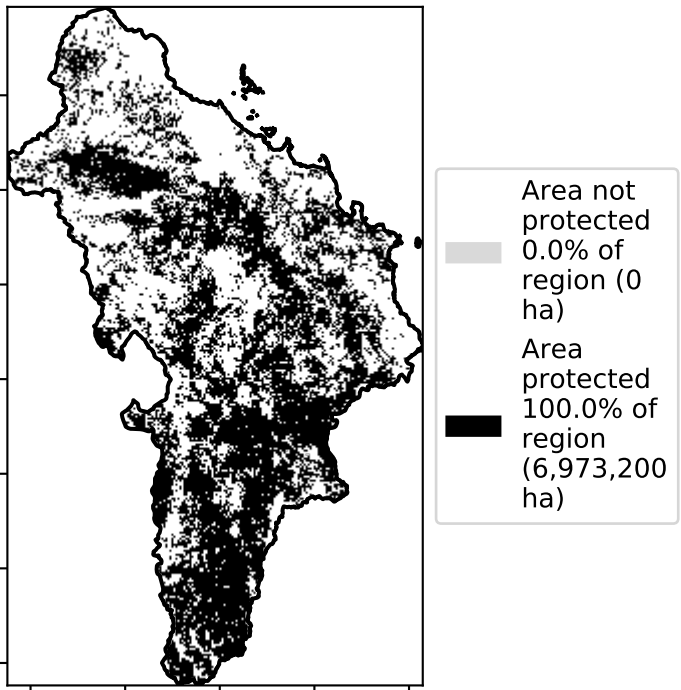 Area not
protected
0.0% of
region (0
ha)
Area
protected
100.0% of
region
(6,973,200
ha)